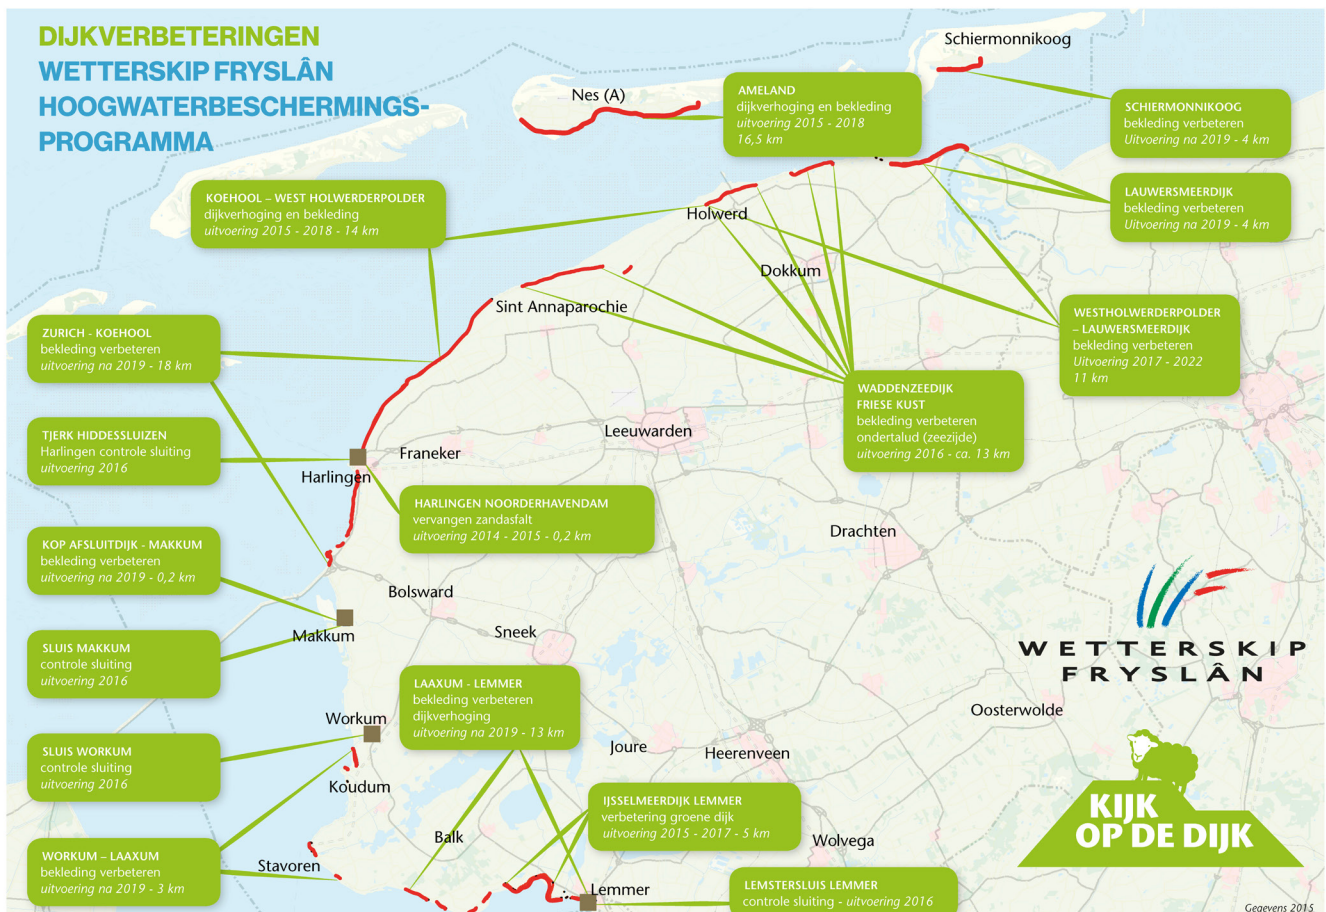 DIJKVERBETERINGEN
WETTERSKIP FRYSLÂN
HOOGWATERBESCHERMINGS-
PROGRAMMA
Schiermonnikoog
Nes (A)
AMELAND
dijkverhoging en bekleding
uitvoering 2015 - 2018
16,5 km
SCHIERMONNIKOOG
bekleding verbeteren
Uitvoering na 2019 - 4 km
LAUWERSMEERDIJK
bekleding verbeteren
Uitvoering na 2019 - 4 km
KOEHOOL – WEST HOLWERDERPOLDER
dijkverhoging en bekleding
uitvoering 2015 - 2018 - 14 km
Holwerd
Dokkum
Sint Annaparochie
WESTHOLWERDERPOLDER
– LAUWERSMEERDIJK
bekleding verbeteren
Uitvoering 2017 - 2022
11 km
ZURICH - KOEHOOL
bekleding verbeteren
uitvoering na 2019 - 18 km
WADDENZEEDIJK
FRIESE KUST
bekleding verbeteren
ondertalud (zeezijde)
uitvoering 2016 - ca. 13 km
TJERK HIDDESSLUIZEN
Harlingen controle sluiting
uitvoering 2016
Leeuwarden
Franeker
Harlingen
HARLINGEN NOORDERHAVENDAM
vervangen zandasfalt
uitvoering 2014 - 2015 - 0,2 km
Drachten
KOP AFSLUITDIJK - MAKKUM
bekleding verbeteren
uitvoering na 2019 - 0,2 km
Bolsward
Sneek
Makkum
SLUIS MAKKUM
controle sluiting
uitvoering 2016
WETTERSKIP
FRYSLÂN
LAAXUM - LEMMER
bekleding verbeteren
dijkverhoging
uitvoering na 2019 - 13 km
Workum
Oosterwolde
Joure
Heerenveen
SLUIS WORKUM
controle sluiting
uitvoering 2016
Koudum
IJSSELMEERDIJK LEMMER
verbetering groene dijk
uitvoering 2015 - 2017 - 5 km
KIJK
OP DE DIJK
Balk
Wolvega
WORKUM – LAAXUM
bekleding verbeteren
uitvoering na 2019 - 3 km
Stavoren
Lemmer
LEMSTERSLUIS LEMMER
controle sluiting - uitvoering 2016
Gegevens 2015